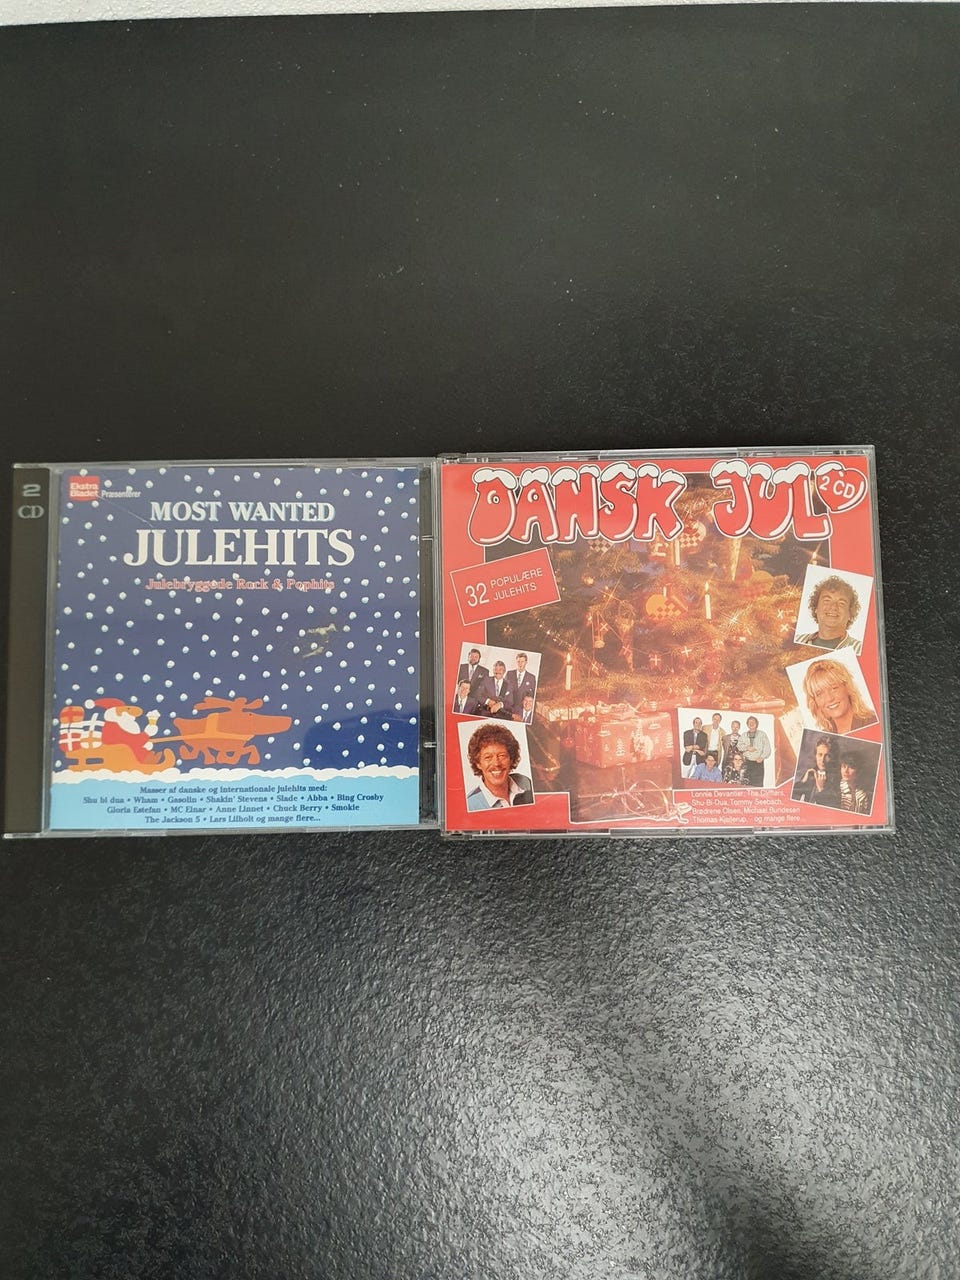 2
CD
Ekstra
Bladet Præsenterer
MOST WANTED
JULEHITS
Julebryggede Rock & Pophits
Masser af danske og internationale julehits med:
Shu bi dua • Wham • Gasolin • Shakin' Stevens • Slade • Abba • Bing Crosby
Gloria Estefan • MC Einar • Anne Linnet • Chuck Berry • Smokie
The Jackson 5 • Lars Lilholt og mange flere...
DANSK JUL
2 CD
32 POPULÆRE
JULEHITS
Lonnie Devantier, The Cliffters,
Shu-Bi-Dua, Tommy Seebach,
Brødrene Olsen, Michael Bundesen
Thomas Kjellerup, - og mange flere...